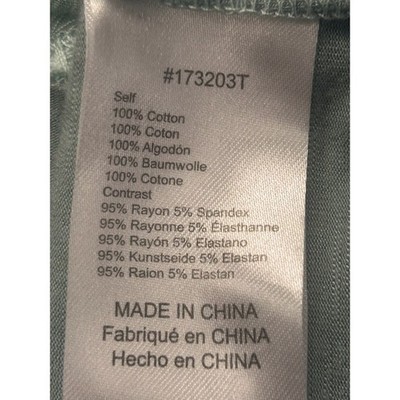 #173203T
Self
100% Cotton
100% Coton
100% Algodón
100% Baumwolle
100% Cotone
Contrast
95% Rayon 5% Spandex
95% Rayonne 5% Élasthanne
95% Rayón 5% Elastano
95% Kunstseide 5% Elastan
95% Raion 5% Elastan
MADE IN CHINA
Fabriqué en CHINA
Hecho en CHINA